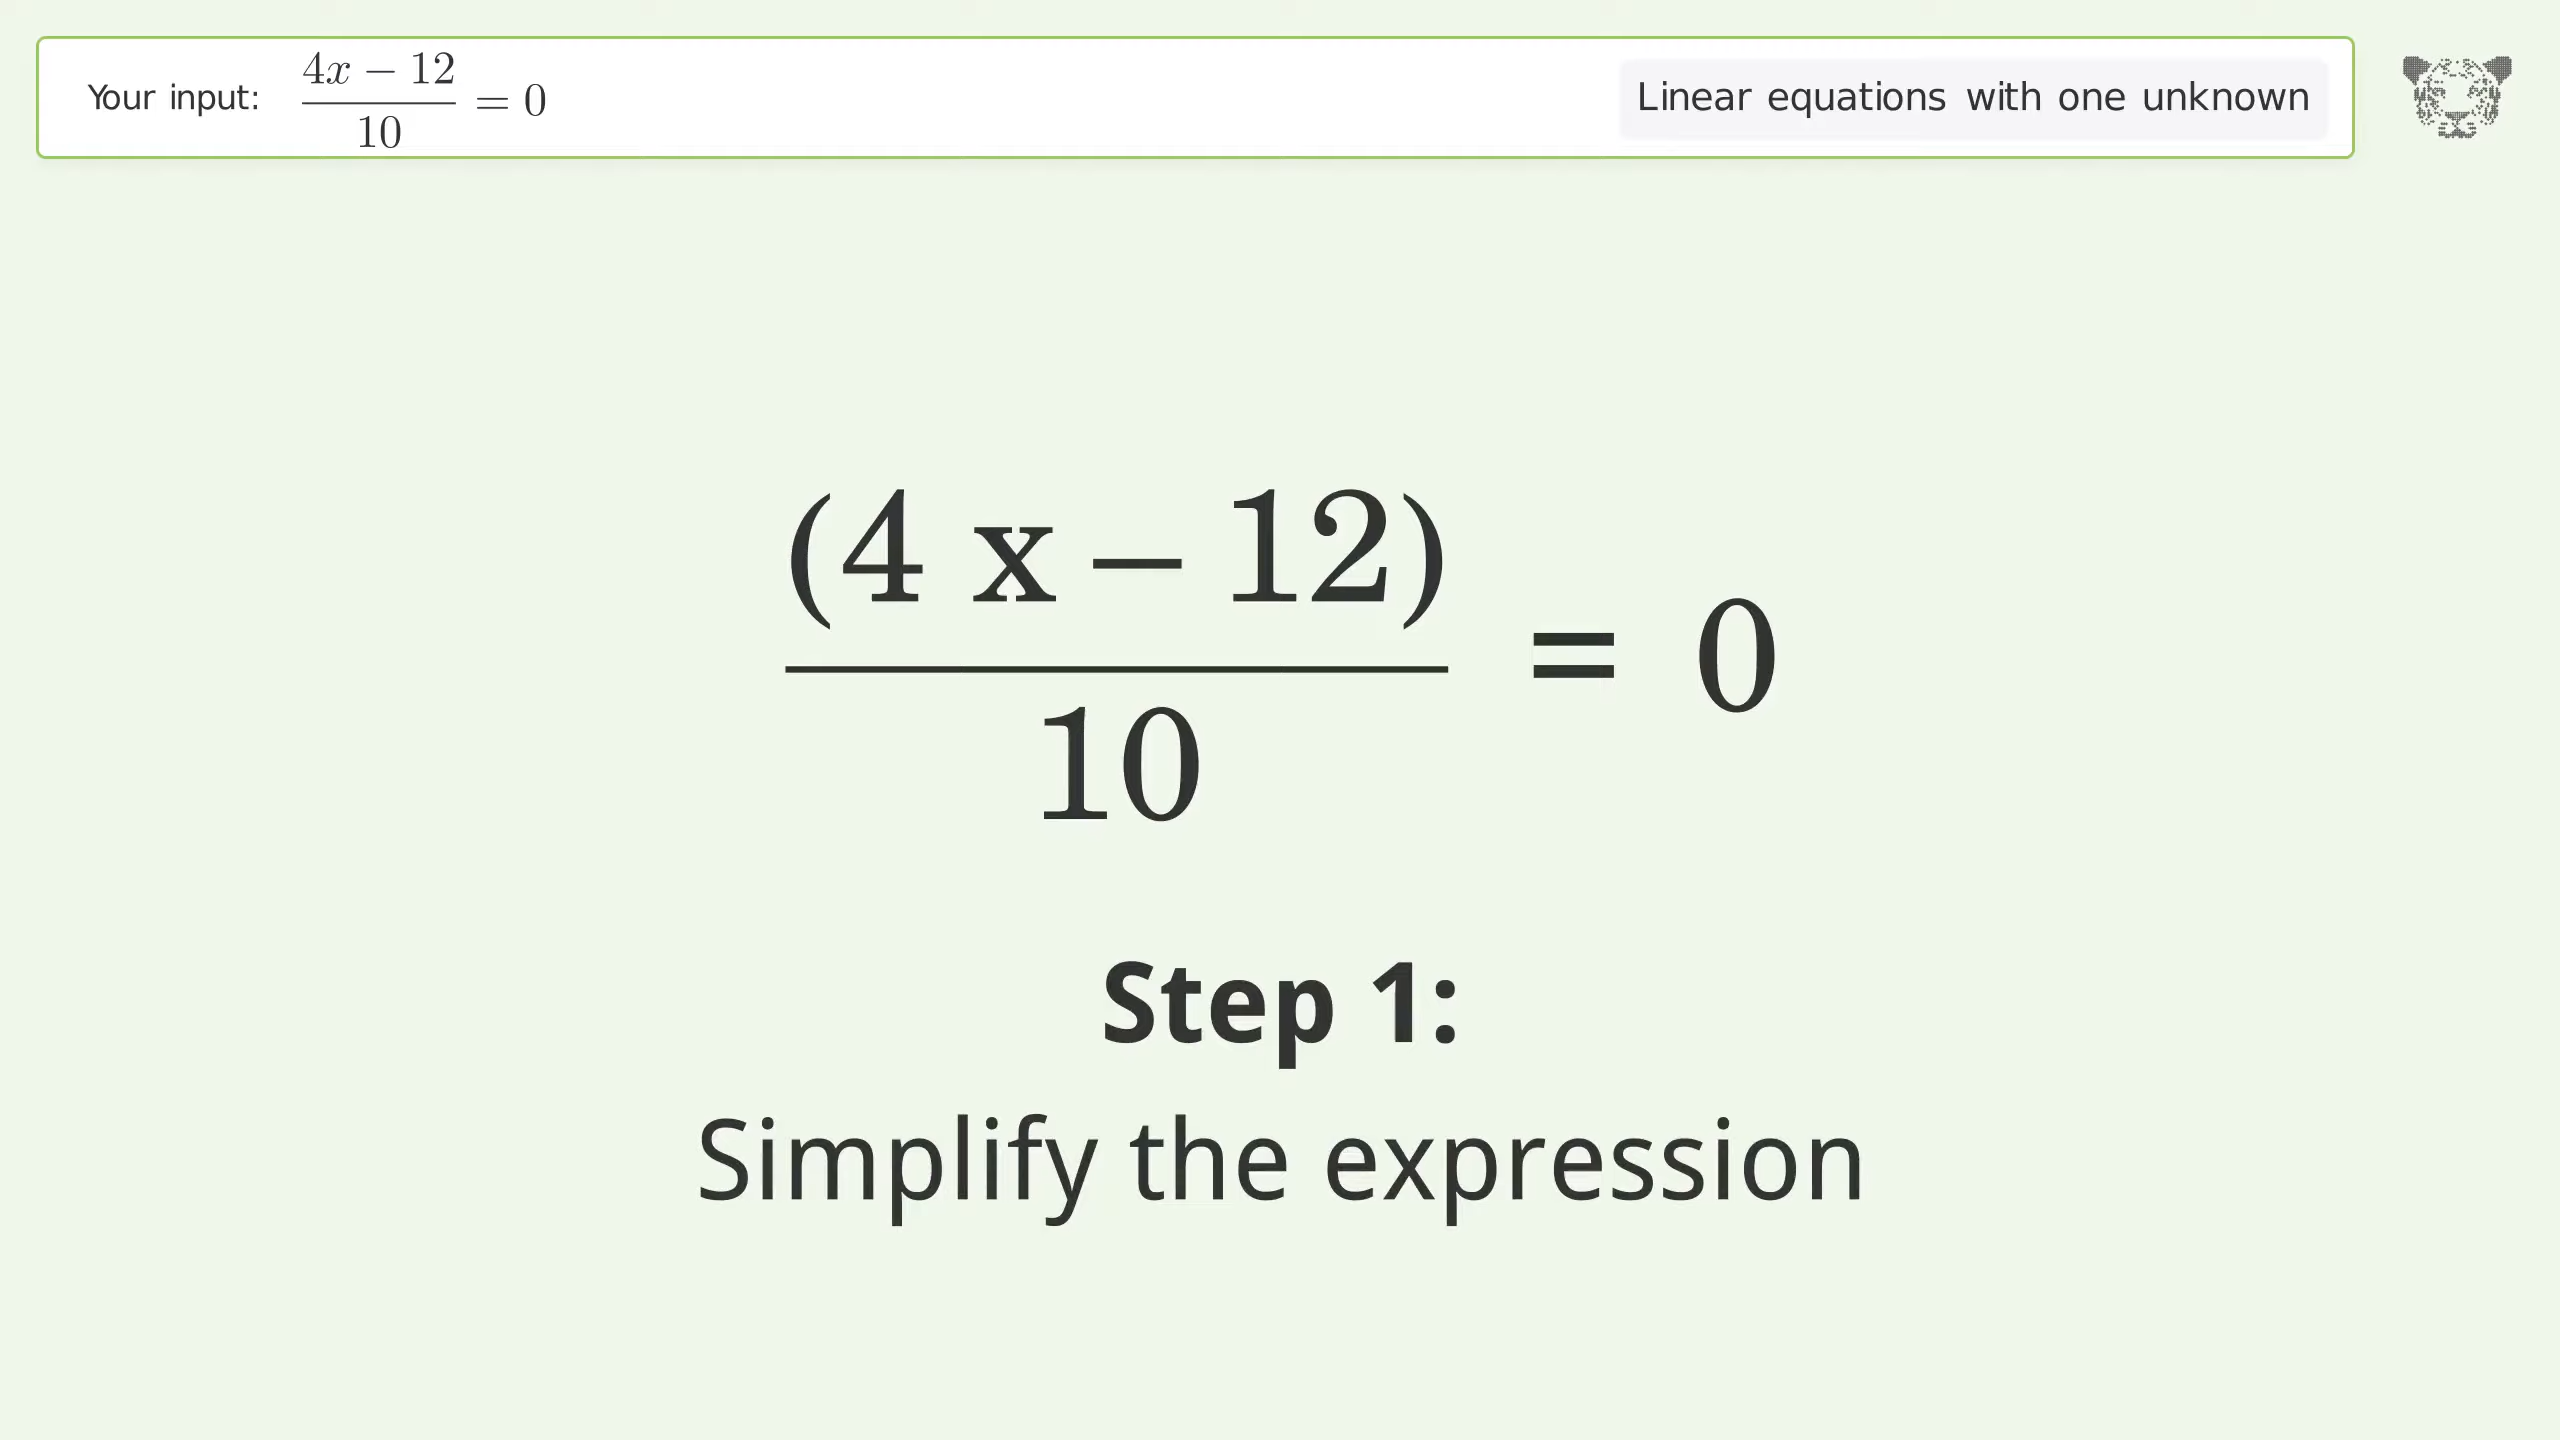 Your input: (4x − 12)/10 = 0
Linear equations with one unknown
(4 x − 12)
10
= 0
Step 1:
Simplify the expression